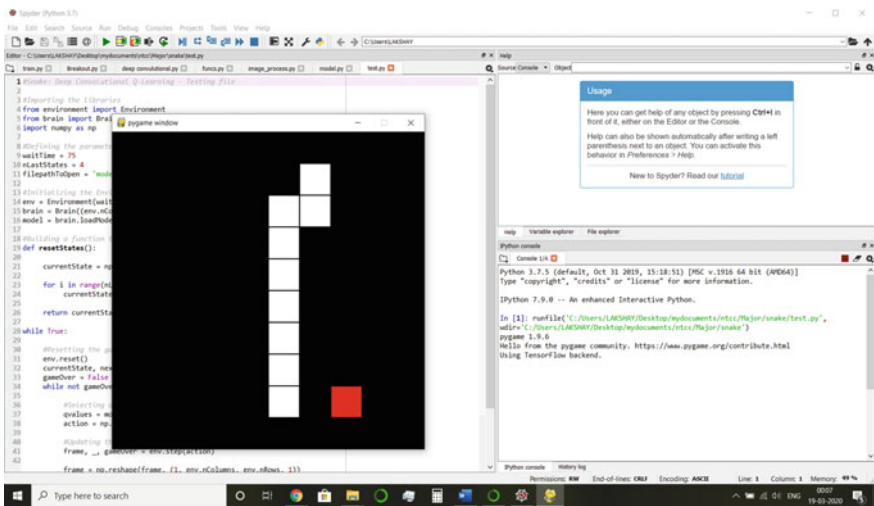 Spyder (Python 3.7)
File Edit Search Source Run Debug Consoles Projects Tools View Help
C:\Users\LAKSHAY
Editor - C:\Users\LAKSHAY\Desktop\mydocuments\ntcc\Major\snake\test.py
train.py Breakout.py deep convolutional.py funcs.py image_process.py model.py test.py
1 #Snake: Deep Convolutional Q-Learning - Testing file
2
3 #Importing the libraries
4 from environment import Environment
5 from brain import Brai
6 import numpy as np
7
8 #Defining the paramete
9 waitTime = 75
10 nLastStates = 4
11 filepathToOpen = 'mode
12
13 #Initializing the Envi
14 env = Environment(wait
15 brain = Brain((env.nCo
16 model = brain.loadMode
17
18 #Building a function t
19 def resetStates():
20
21 currentState = np
22
23 for i in range(nL
24 currentState
25
26 return currentSta
27
28 while True:
29
30 #Resetting the ga
31 env.reset()
32 currentState, new
33 gameOver = False
34 while not gameOve
35
36 #Selecting a
37 qvalues = mo
38 action = np.
39
40 #Updating th
41 frame, _, gameOver = env.step(action)
42
frame = np.reshape(frame, (1, env.nColumns, env.nRows, 1))
pygame window
Help
Source Console Object
Usage
Here you can get help of any object by pressing Ctrl+I in
front of it, either on the Editor or the Console.
Help can also be shown automatically after writing a left
parenthesis next to an object. You can activate this
behavior in Preferences > Help.
New to Spyder? Read our tutorial
Help Variable explorer File explorer
IPython console
Console 1/A
Python 3.7.5 (default, Oct 31 2019, 15:18:51) [MSC v.1916 64 bit (AMD64)]
Type "copyright", "credits" or "license" for more information.
IPython 7.9.0 -- An enhanced Interactive Python.
In [1]: runfile('C:/Users/LAKSHAY/Desktop/mydocuments/ntcc/Major/snake/test.py',
wdir='C:/Users/LAKSHAY/Desktop/mydocuments/ntcc/Major/snake')
pygame 1.9.6
Hello from the pygame community. https://www.pygame.org/contribute.html
Using TensorFlow backend.
IPython console History log
Permissions: RW End-of-lines: CRLF Encoding: ASCII Line: 1 Column: 1 Memory: 49 %
Type here to search
ENG
00:07
19-03-2020